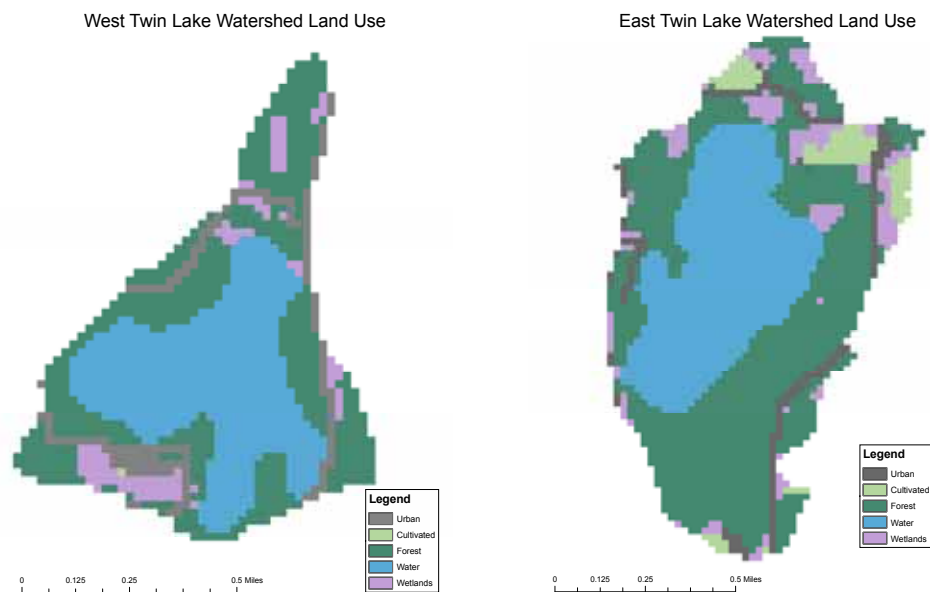 West Twin Lake Watershed Land Use
East Twin Lake Watershed Land Use
Legend
Urban
Cultivated
Forest
Water
Wetlands
0 0.125 0.25 0.5 Miles
Legend
Urban
Cultivated
Forest
Water
Wetlands
0 0.125 0.25 0.5 Miles